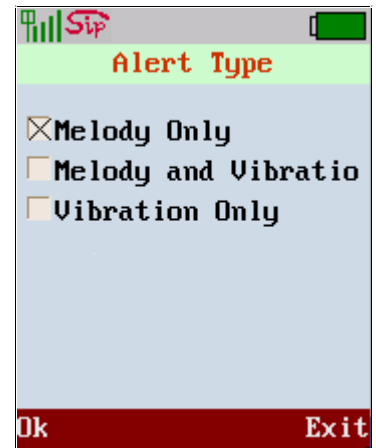 Sip
Alert Type
Melody Only
Melody and Vibratio
Vibration Only
Ok Exit